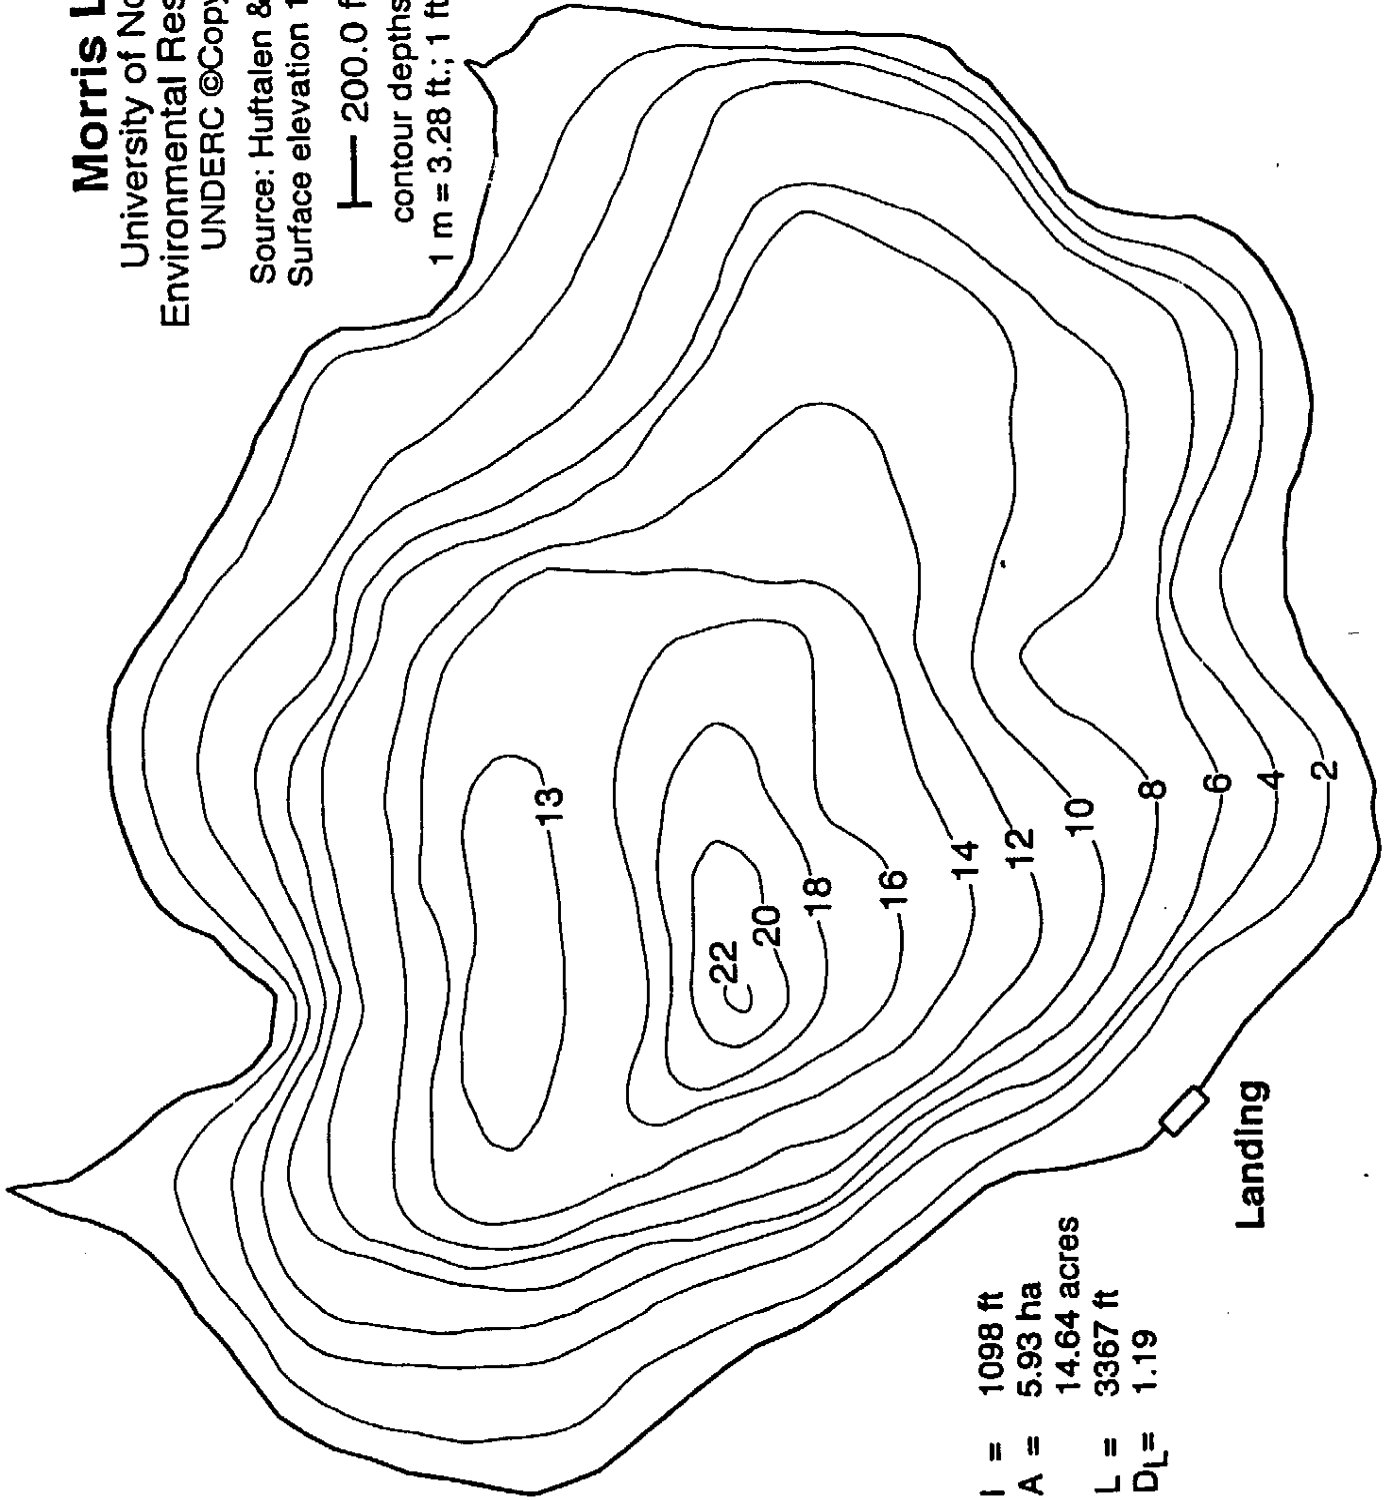 Morris L
University of No
Environmental Res
UNDERC ©Copy
Source: Huftalen &
Surface elevation 1
200.0 f
contour depths
1 m = 3.28 ft.; 1 ft
13
22
20
18
16
14
12
10
8
6
4
2
Landing
l = 1098 ft
A = 5.93 ha
14.64 acres
L = 3367 ft
DL= 1.19